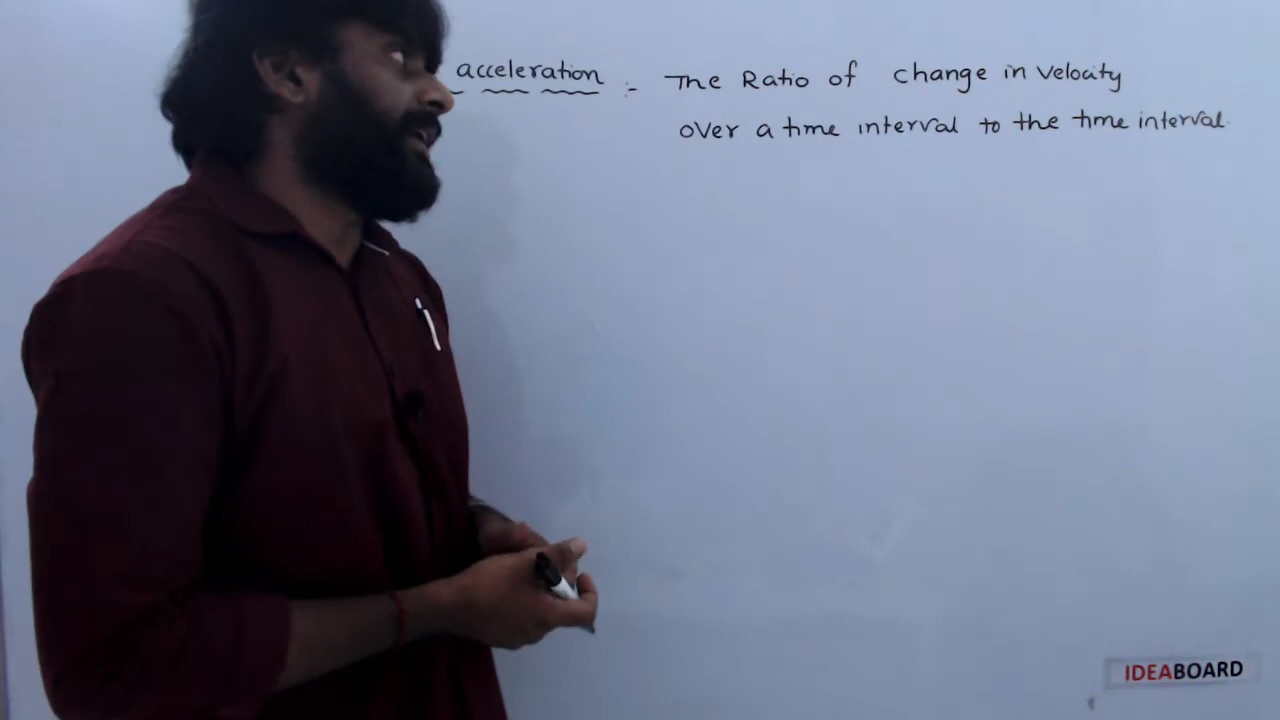 acceleration :- The Ratio of change in velocity
over a time interval to the time interval.
IDEABOARD